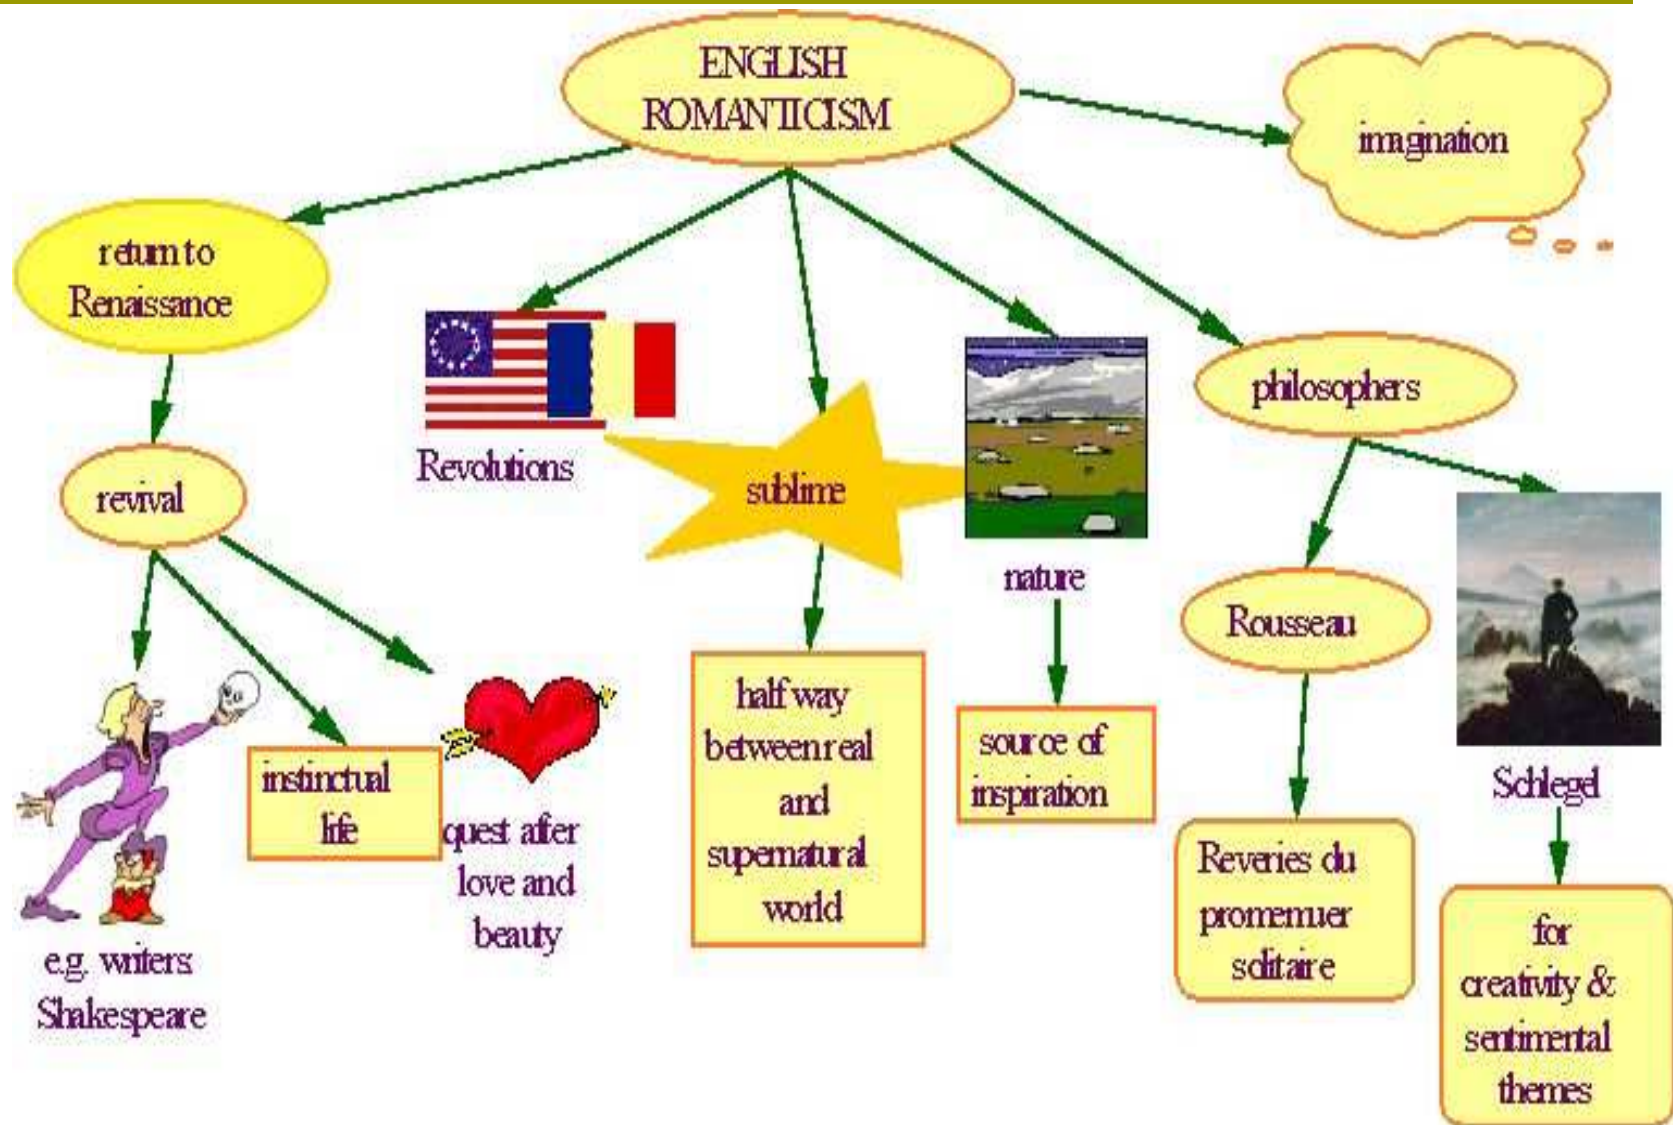 ENGLISH
ROMANTICISM
imagination
return to
Renaissance
revival
e.g. writers:
Shakespeare
instinctual
life
quest after
love and
beauty
Revolutions
sublime
half way
between real
and
supernatural
world
nature
source of
inspiration
philosophers
Rousseau
Reveries du
promenuer
solitaire
Schlegel
for
creativity &
sentimental
themes